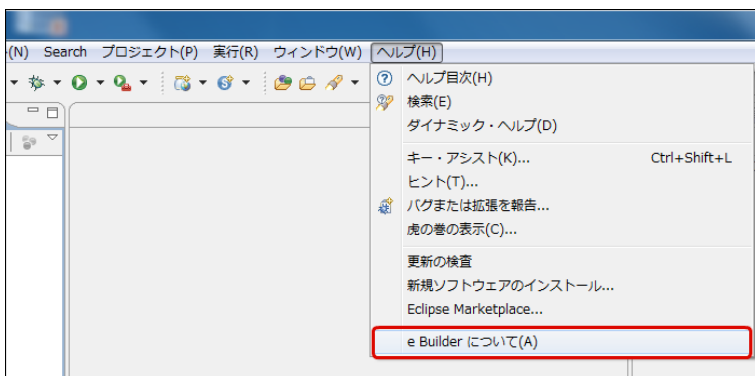 (N) Search プロジェクト(P) 実行(R) ウィンドウ(W) ヘルプ(H)
ヘルプ目次(H)
検索(E)
ダイナミック・ヘルプ(D)
キー・アシスト(K)... Ctrl+Shift+L
ヒント(T)...
バグまたは拡張を報告...
虎の巻の表示(C)...
更新の検査
新規ソフトウェアのインストール...
Eclipse Marketplace...
e Builder について(A)